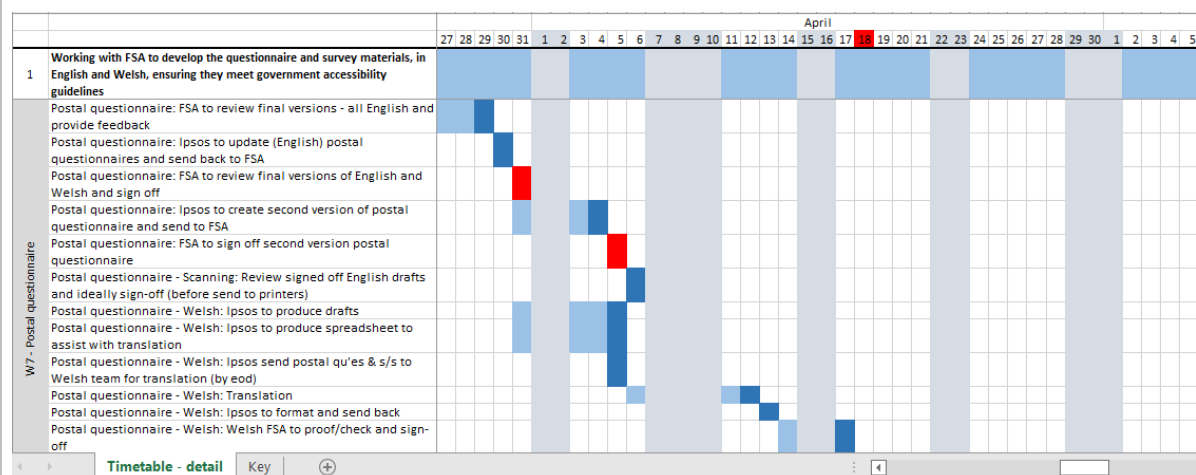 April
27 28 29 30 31 1 2 3 4 5 6 7 8 9 10 11 12 13 14 15 16 17 18 19 20 21 22 23 24 25 26 27 28 29 30 1 2 3 4 5
1
Working with FSA to develop the questionnaire and survey materials, in
English and Welsh, ensuring they meet government accessibility
guidelines
W7 - Postal questionnaire
Postal questionnaire: FSA to review final versions - all English and
provide feedback
Postal questionnaire: Ipsos to update (English) postal
questionnaires and send back to FSA
Postal questionnaire: FSA to review final versions of English and
Welsh and sign off
Postal questionnaire: Ipsos to create second version of postal
questionnaire and send to FSA
Postal questionnaire: FSA to sign off second version postal
questionnaire
Postal questionnaire - Scanning: Review signed off English drafts
and ideally sign-off (before send to printers)
Postal questionnaire - Welsh: Ipsos to produce drafts
Postal questionnaire - Welsh: Ipsos to produce spreadsheet to
assist with translation
Postal questionnaire - Welsh: Ipsos send postal qu'es & s/s to
Welsh team for translation (by eod)
Postal questionnaire - Welsh: Translation
Postal questionnaire - Welsh: Ipsos to format and send back
Postal questionnaire - Welsh: Welsh FSA to proof/check and sign-
off
Timetable - detail Key